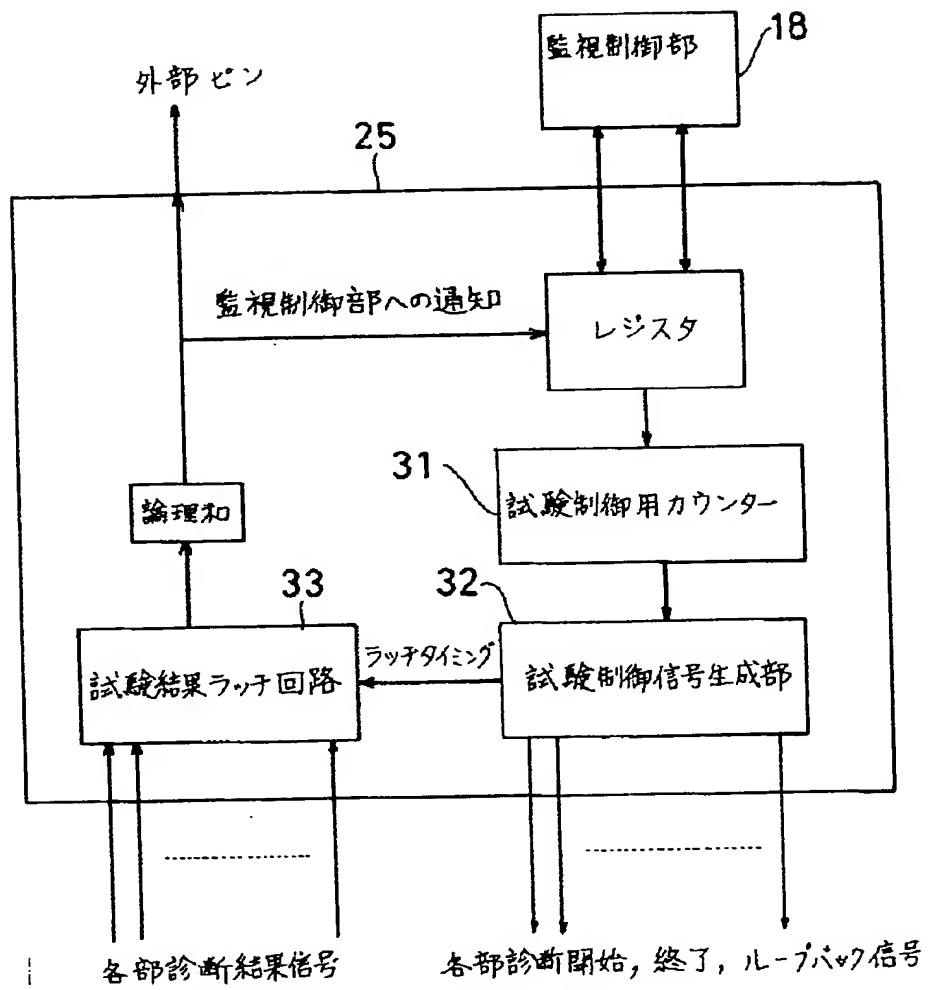 監視制御部
18
外部ピン
25
監視制御部への通知
レジスタ
31
試験制御用カウンター
論理和
33
32
試験結果ラッチ回路
ラッチタイミング
試験制御信号生成部
各部診断結果信号
各部診断開始,終了,ループバック信号